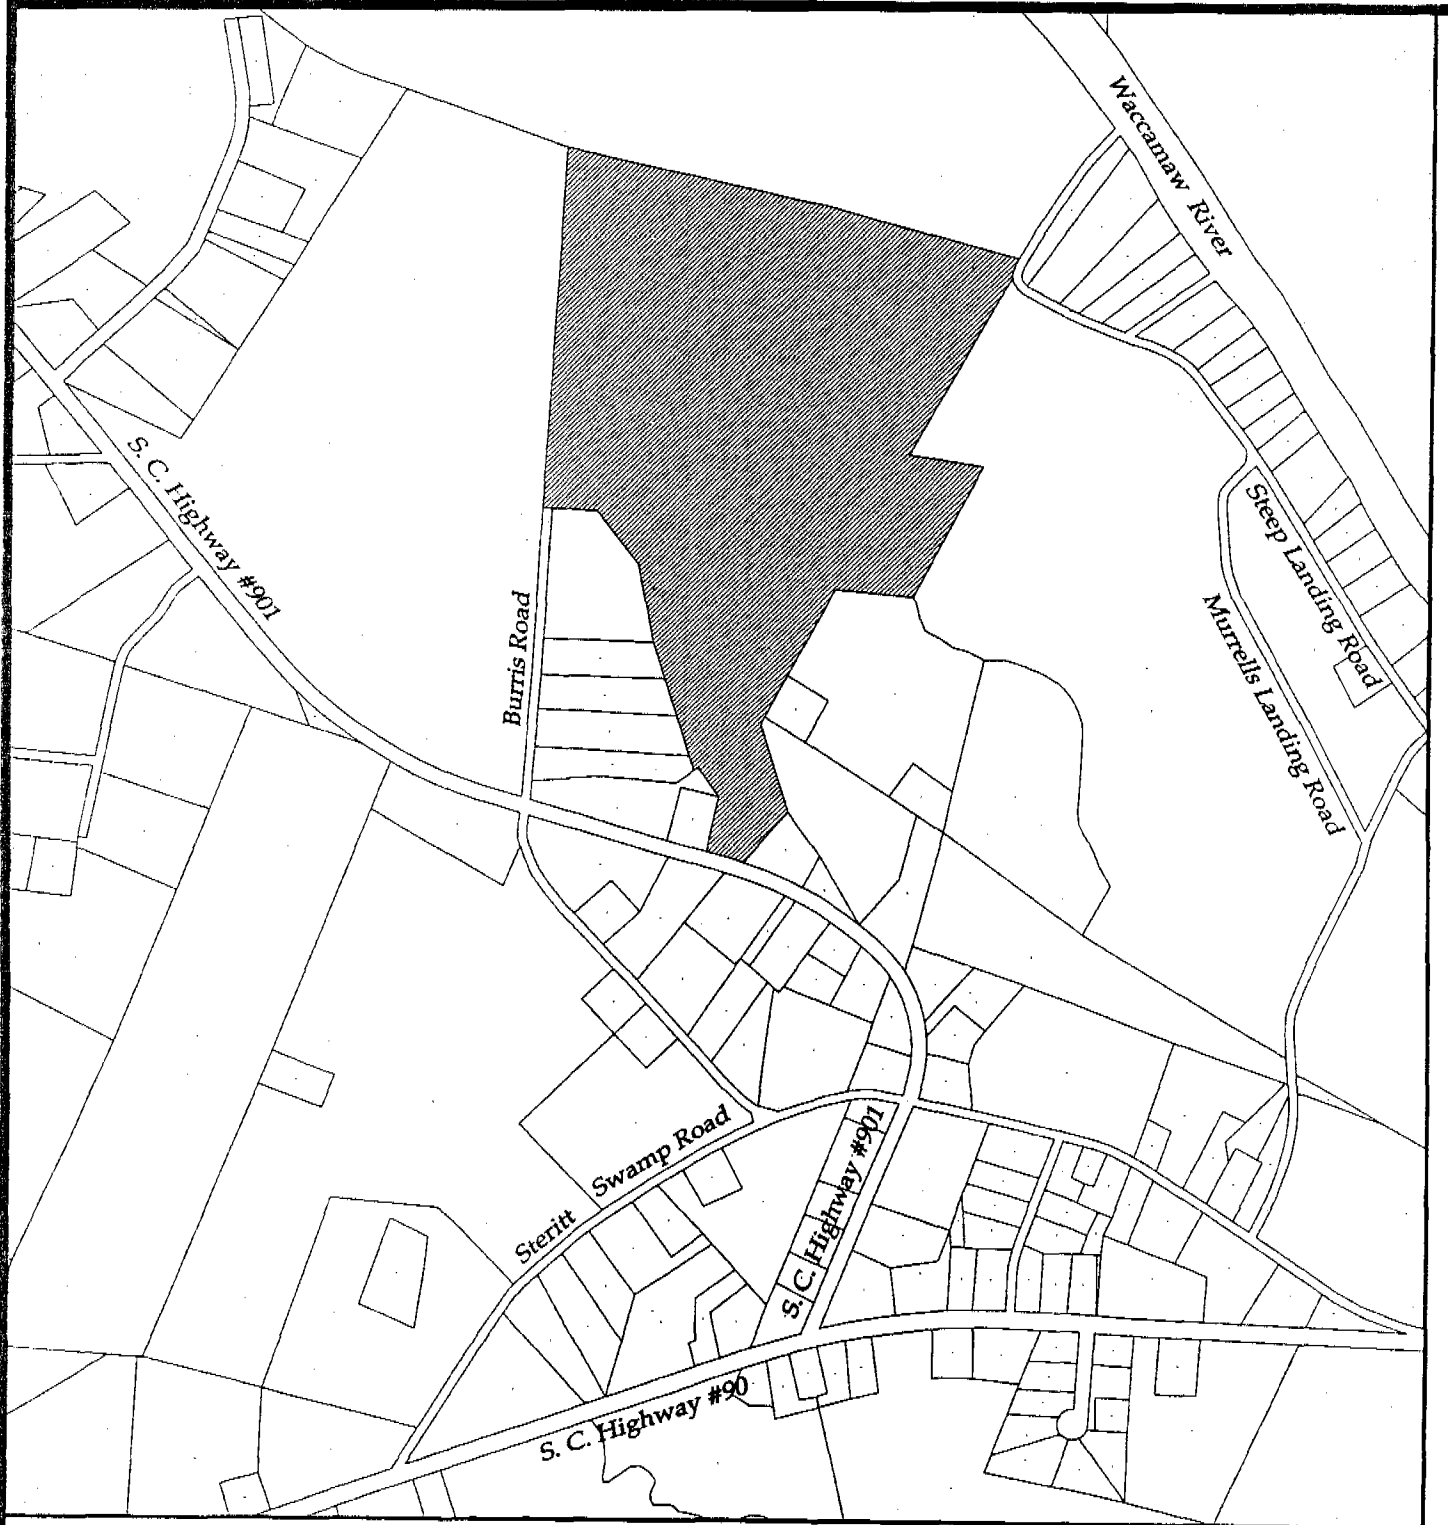 Waccamaw River
S. C. Highway #901
Steep Landing Road
Burris Road
Murrells Landing Road
Steritt Swamp Road
S. C. Highway #901
S. C. Highway #90